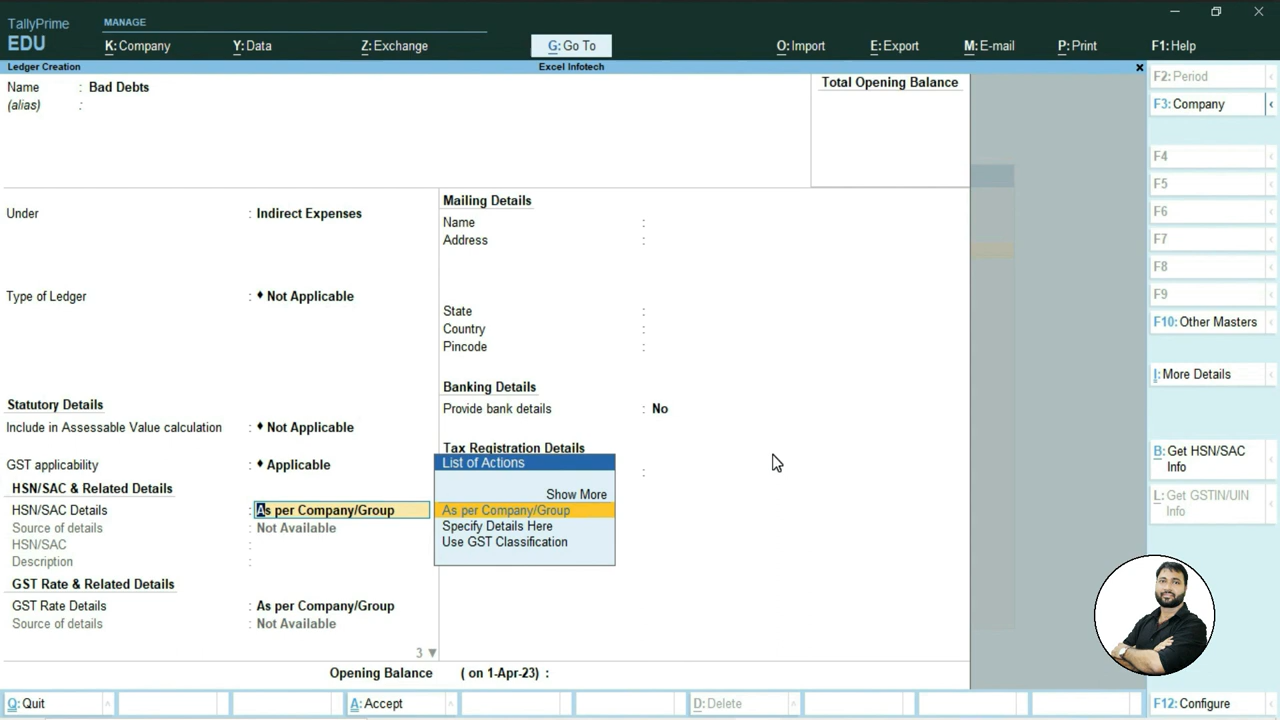 TallyPrime
EDU
MANAGE
K: Company
Y: Data
Z: Exchange
G: Go To
O: Import
E: Export
M: E-mail
P: Print
F1: Help
Ledger Creation
Excel Infotech
Name : Bad Debts
(alias) :
Total Opening Balance
Under : Indirect Expenses
Type of Ledger : ♦ Not Applicable
Statutory Details
Include in Assessable Value calculation : ♦ Not Applicable
GST applicability : ♦ Applicable
HSN/SAC & Related Details
HSN/SAC Details : As per Company/Group
Source of details : Not Available
HSN/SAC :
Description :
GST Rate & Related Details
GST Rate Details : As per Company/Group
Source of details : Not Available
3 ▼
Mailing Details
Name :
Address :
State :
Country :
Pincode :
Banking Details
Provide bank details : No
Tax Registration Details
:
List of Actions
Show More
As per Company/Group
Specify Details Here
Use GST Classification
Opening Balance ( on 1-Apr-23) :
F2: Period
F3: Company
F4
F5
F6
F7
F8
F9
F10: Other Masters
I: More Details
B: Get HSN/SAC
Info
L: Get GSTIN/UIN
Info
Q: Quit
A: Accept
D: Delete
F12: Configure